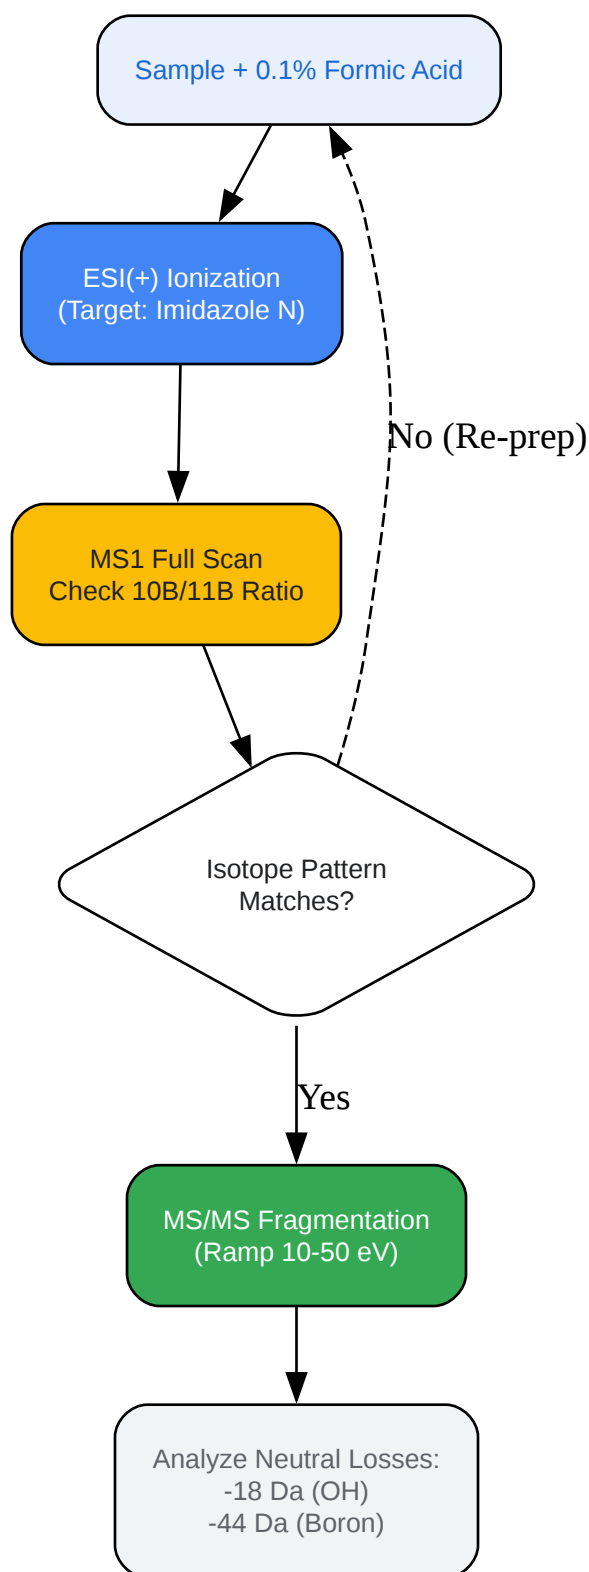 Sample + 0.1% Formic Acid
ESI(+) Ionization
(Target: Imidazole N)
No (Re-prep)
MS1 Full Scan
Check 10B/11B Ratio
Isotope Pattern
Matches?
Yes
MS/MS Fragmentation
(Ramp 10-50 eV)
Analyze Neutral Losses:
-18 Da (OH)
-44 Da (Boron)